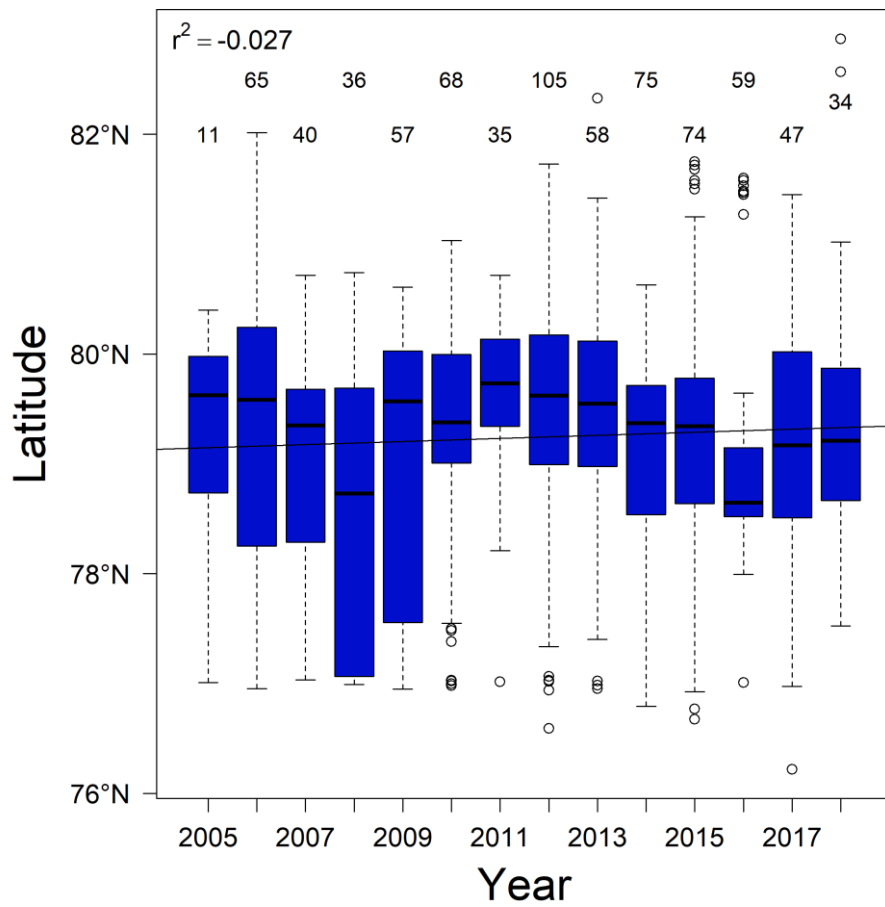 r² = -0.027
65 36 68 105 75 59 34
11 40 57 35 58 74 47
82°N
80°N
78°N
76°N
Latitude
2005 2007 2009 2011 2013 2015 2017
Year